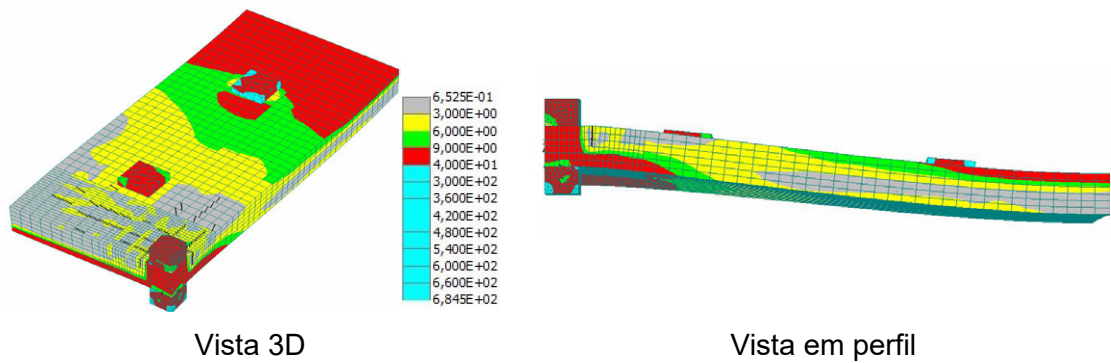 6,525E-01
3,000E+00
6,000E+00
9,000E+00
4,000E+01
3,000E+02
3,600E+02
4,200E+02
4,800E+02
5,400E+02
6,000E+02
6,600E+02
6,845E+02
Vista 3D
Vista em perfil